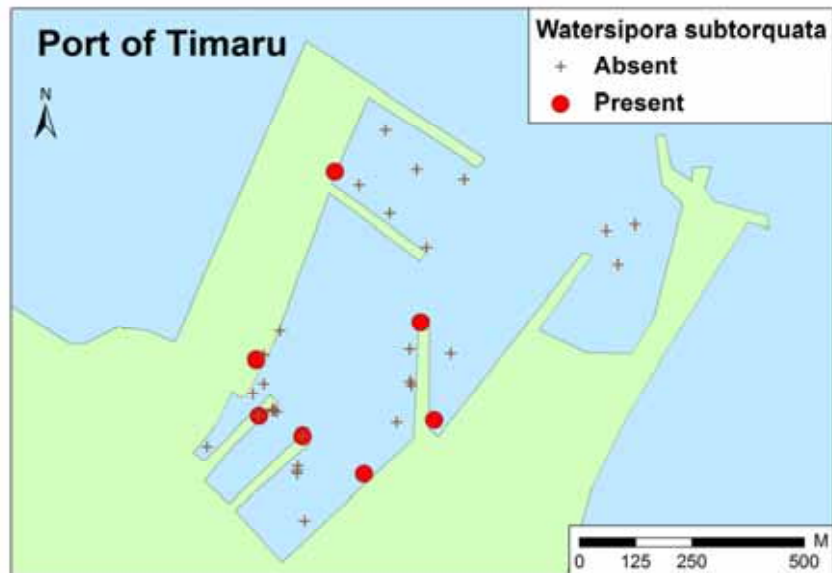 Port of Timaru
N
Watersipora subtorquata
Absent
Present
M
0 125 250 500